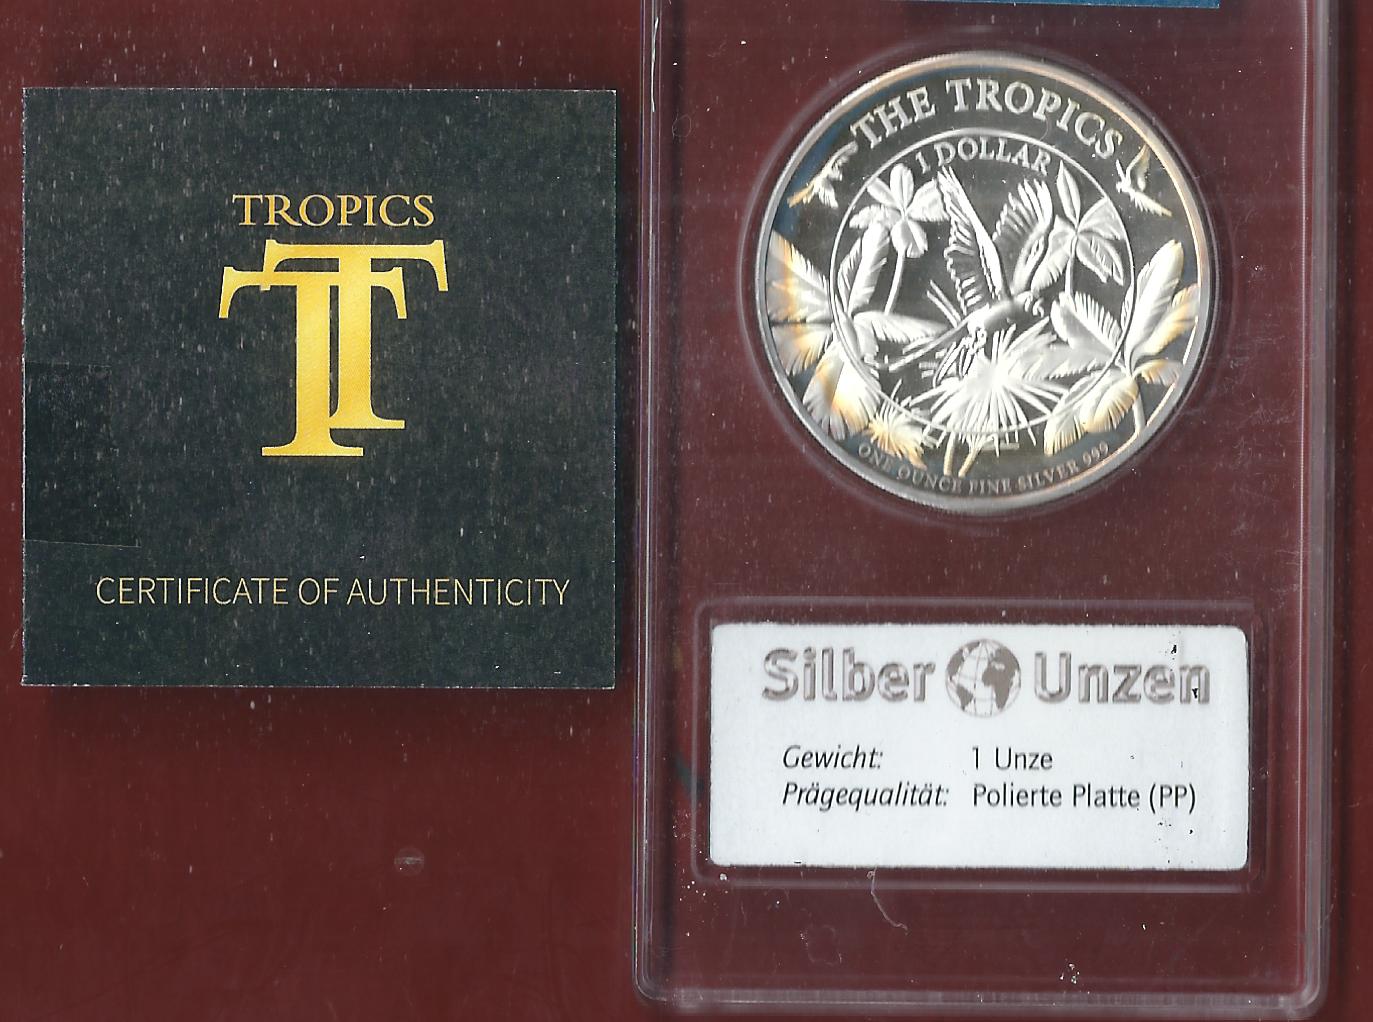 TROPICS
TT
CERTIFICATE OF AUTHENTICITY
THE TROPICS
1 DOLLAR
ONE OUNCE FINE SILVER 999
Silber Unzen
Gewicht: 1 Unze
Prägequalität: Polierte Platte (PP)